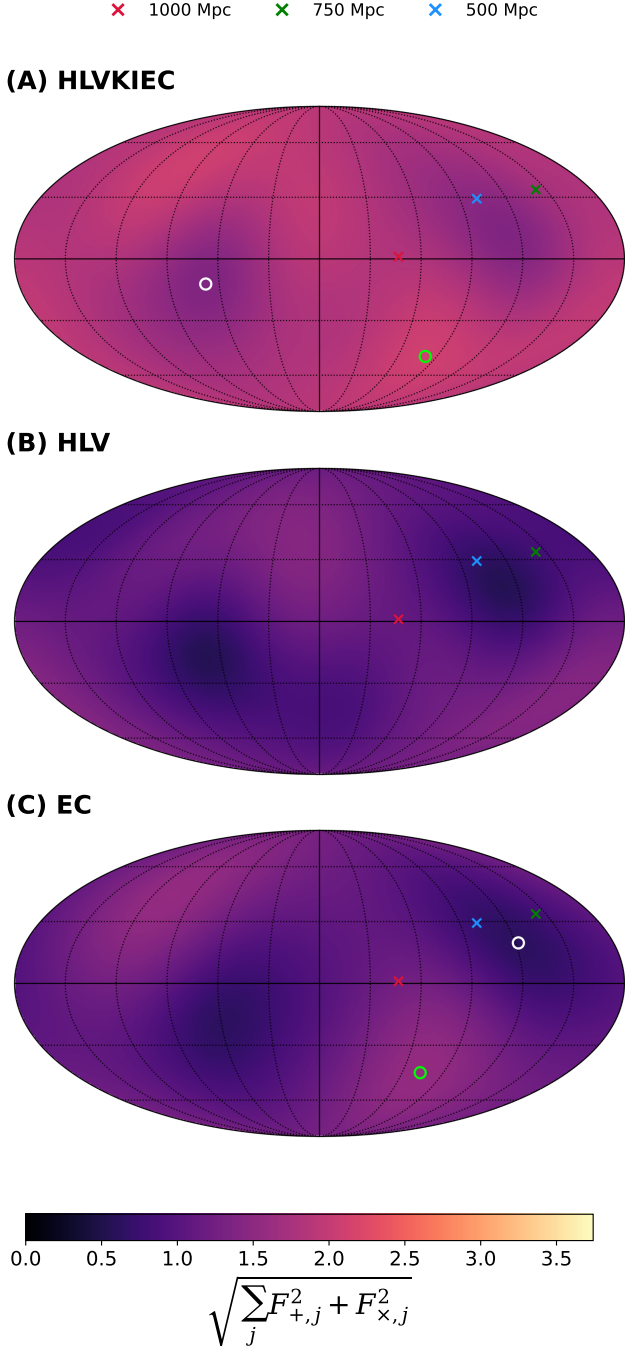 × 1000 Mpc × 750 Mpc × 500 Mpc
(A) HLVKIEC
(B) HLV
(C) EC
0.0 0.5 1.0 1.5 2.0 2.5 3.0 3.5
√∑_j F²_{+,j} + F²_{×,j}